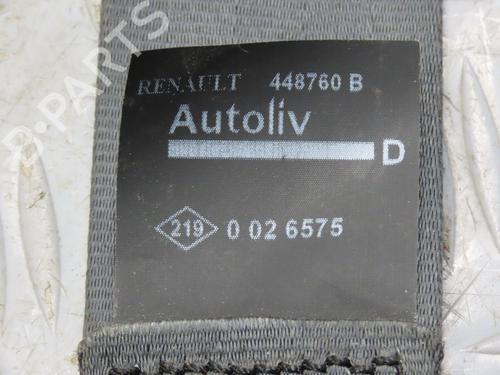 RENAULT 448760 B
Autoliv
D
219 0 02 6575
B-PARTS